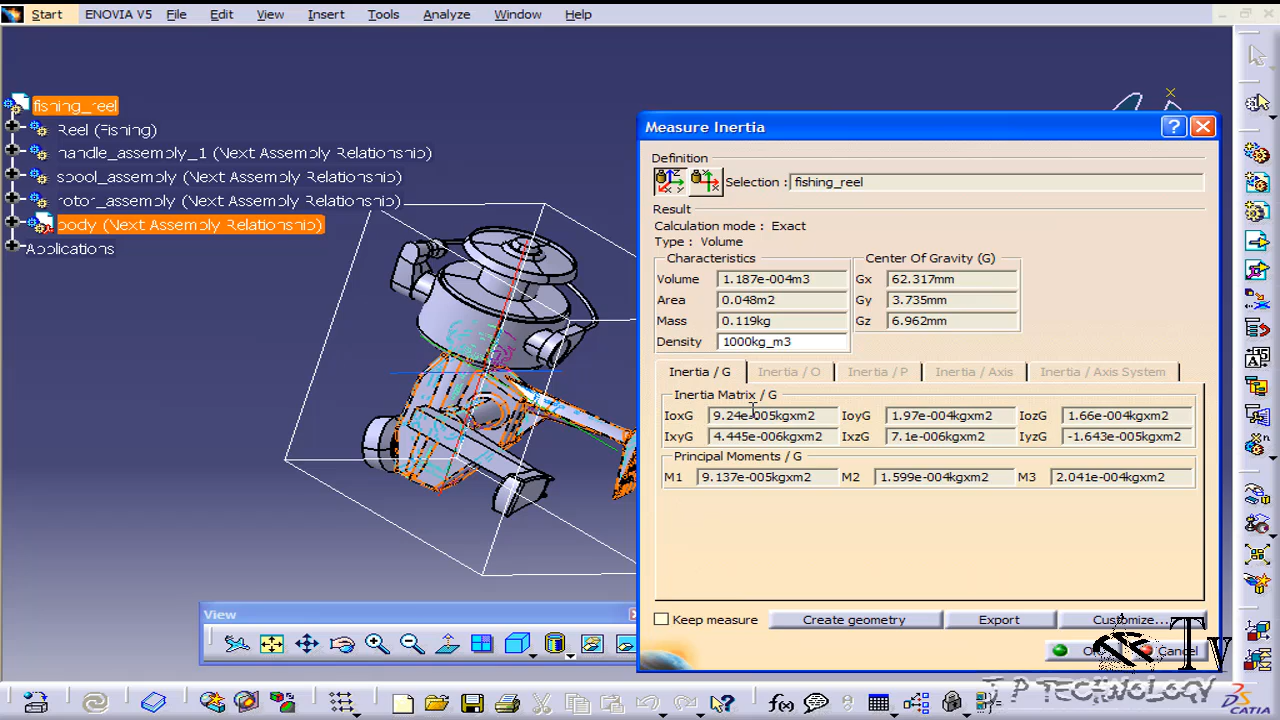 Start ENOVIA V5 File Edit View Insert Tools Analyze Window Help
fishing_reel
Reel (Fishing)
handle_assembly_1 (Next Assembly Relationship)
spool_assembly (Next Assembly Relationship)
rotor_assembly (Next Assembly Relationship)
body (Next Assembly Relationship)
Applications
Measure Inertia
Definition
Selection : fishing_reel
Result
Calculation mode : Exact
Type : Volume
Characteristics Center Of Gravity (G)
Volume 1.187e-004m3 Gx 62.317mm
Area 0.048m2 Gy 3.735mm
Mass 0.119kg Gz 6.962mm
Density 1000kg_m3
Inertia / G Inertia / O Inertia / P Inertia / Axis Inertia / Axis System
Inertia Matrix / G
IoxG 9.24e-005kgxm2 IoyG 1.97e-004kgxm2 IozG 1.66e-004kgxm2
IxyG 4.445e-006kgxm2 IxzG 7.1e-006kgxm2 IyzG -1.643e-005kgxm2
Principal Moments / G
M1 9.137e-005kgxm2 M2 1.599e-004kgxm2 M3 2.041e-004kgxm2
Keep measure Create geometry Export Customize...
Cancel
View
Tv
T P TECHNOLOGY
CATIA